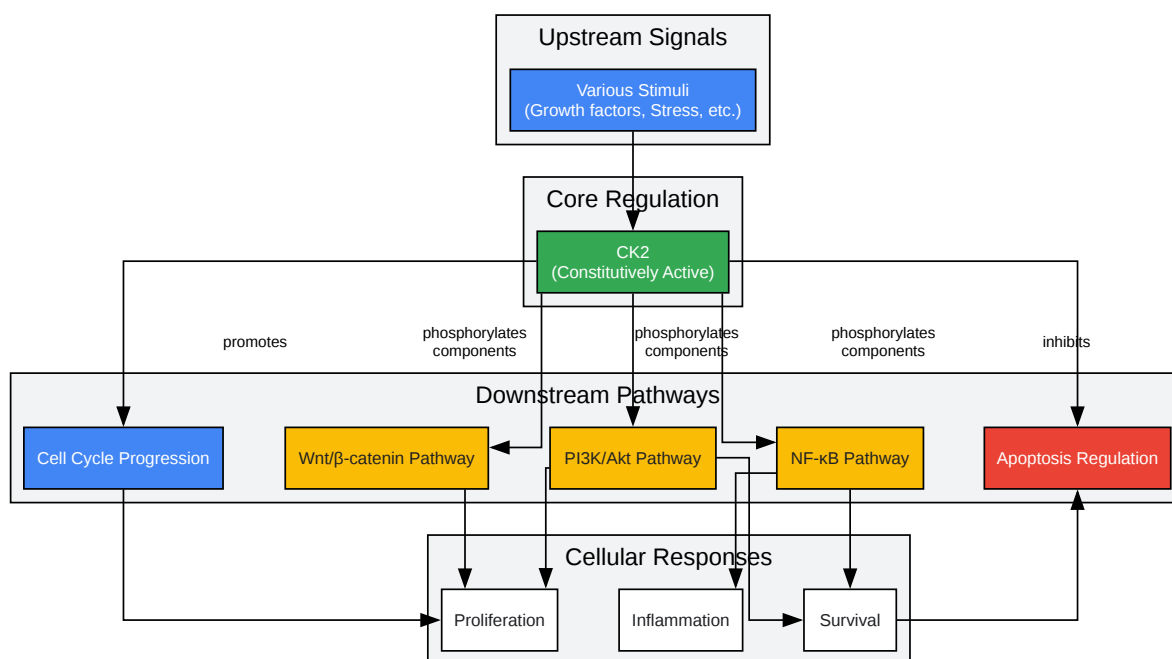 Upstream Signals
Various Stimuli
(Growth factors, Stress, etc.)
Core Regulation
CK2
(Constitutively Active)
promotes
phosphorylates
components
phosphorylates
components
phosphorylates
components
inhibits
Downstream Pathways
Cell Cycle Progression
Wnt/β-catenin Pathway
PI3K/Akt Pathway
NF-κB Pathway
Apoptosis Regulation
Cellular Responses
Proliferation
Inflammation
Survival